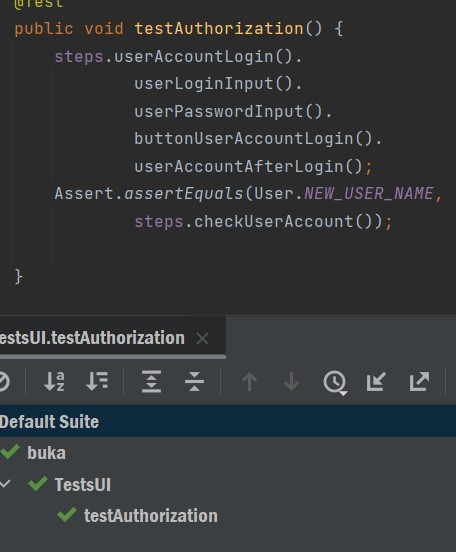 @Test
public void testAuthorization() {
steps.userAccountLogin().
userLoginInput().
userPasswordInput().
buttonUserAccountLogin().
userAccountAfterLogin();
Assert.assertEquals(User.NEW_USER_NAME,
steps.checkUserAccount());
}
estsUI.testAuthorization
Default Suite
buka
TestsUI
testAuthorization